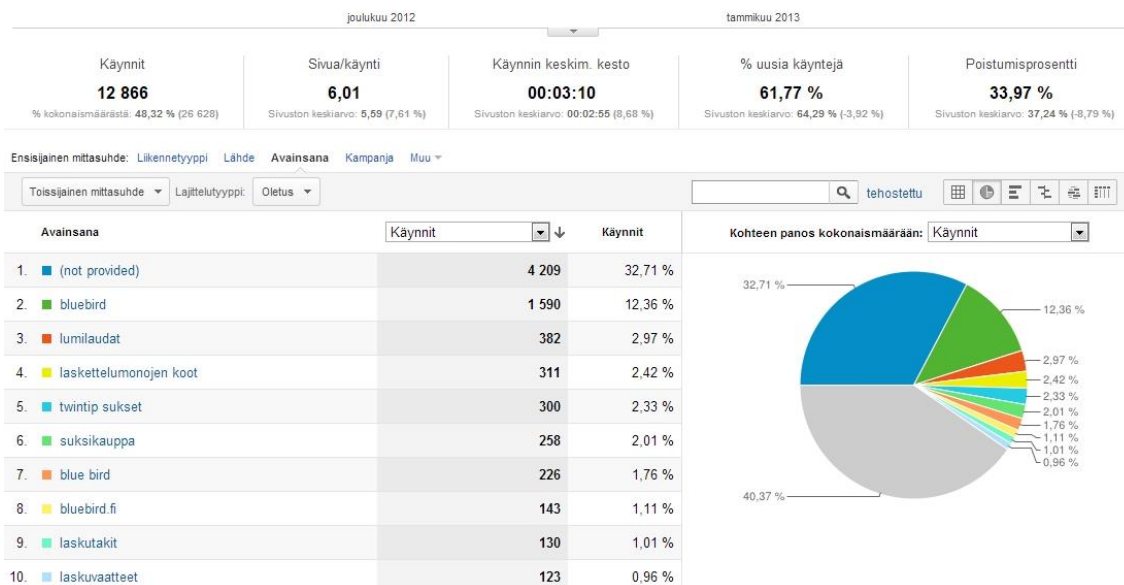 joulukuu 2012 tammikuu 2013
Käynnit Sivua/käynti Käynnin keskim. kesto % uusia käyntejä Poistumisprosentti
12 866 6,01 00:03:10 61,77 % 33,97 %
% kokonaismäärästä: 48,32 % (26 628) Sivuston keskiarvo: 5,59 (7,61 %) Sivuston keskiarvo: 00:02:55 (8,68 %) Sivuston keskiarvo: 64,29 % (-3,92 %) Sivuston keskiarvo: 37,24 % (-8,79 %)
Ensisijainen mittasuhde: Liikennetyyppi Lähde Avainsana Kampanja Muu
Toissijainen mittasuhde Lajittelutyyppi: Oletus tehostettu
Avainsana Käynnit Käynnit Kohteen panos kokonaismäärään: Käynnit
1. (not provided) 4 209 32,71 %
2. bluebird 1 590 12,36 %
3. lumilaudat 382 2,97 %
4. laskettelumonojen koot 311 2,42 %
5. twintip sukset 300 2,33 %
6. suksikauppa 258 2,01 %
7. blue bird 226 1,76 %
8. bluebird.fi 143 1,11 %
9. laskutakit 130 1,01 %
10. laskuvaatteet 123 0,96 %
32,71 %
12,36 %
2,97 %
2,42 %
2,33 %
2,01 %
1,76 %
1,11 %
1,01 %
0,96 %
40,37 %